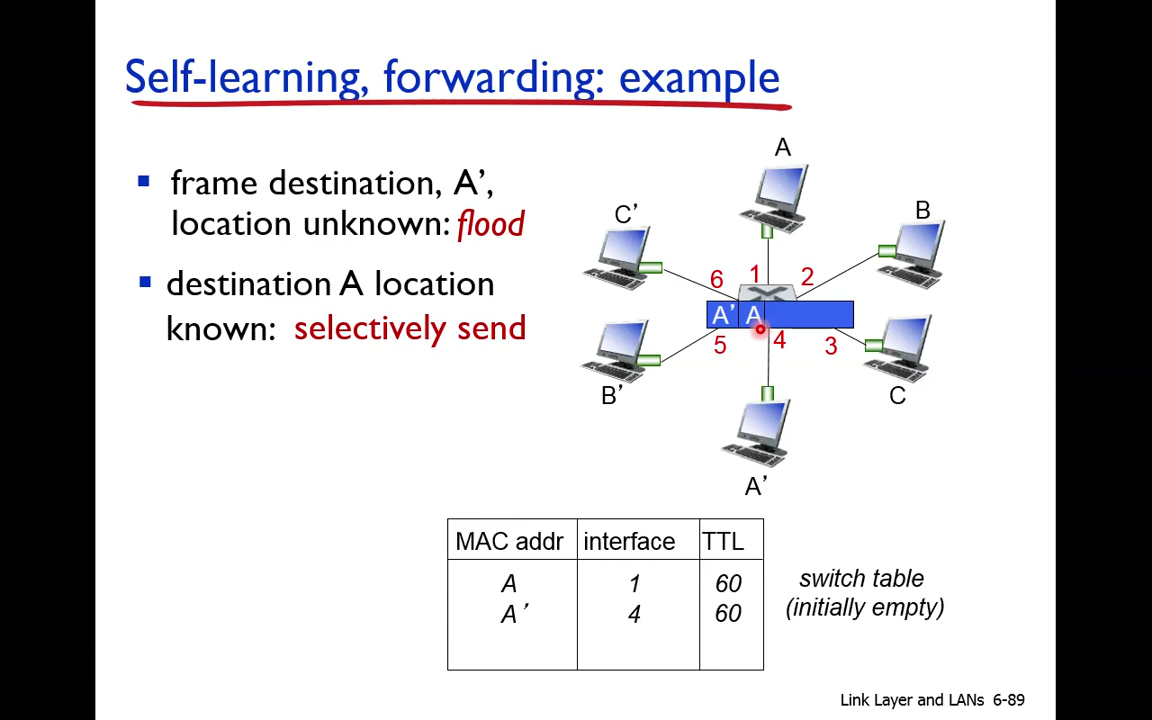 Self-learning, forwarding: example
▪ frame destination, A’,
location unknown: flood
▪ destination A location
known: selectively send
A
B
C’
6 1 2
A’ A
5 4 3
B’
C
A’
MAC addr interface TTL
A 1 60
A’ 4 60
switch table
(initially empty)
Link Layer and LANs 6-89